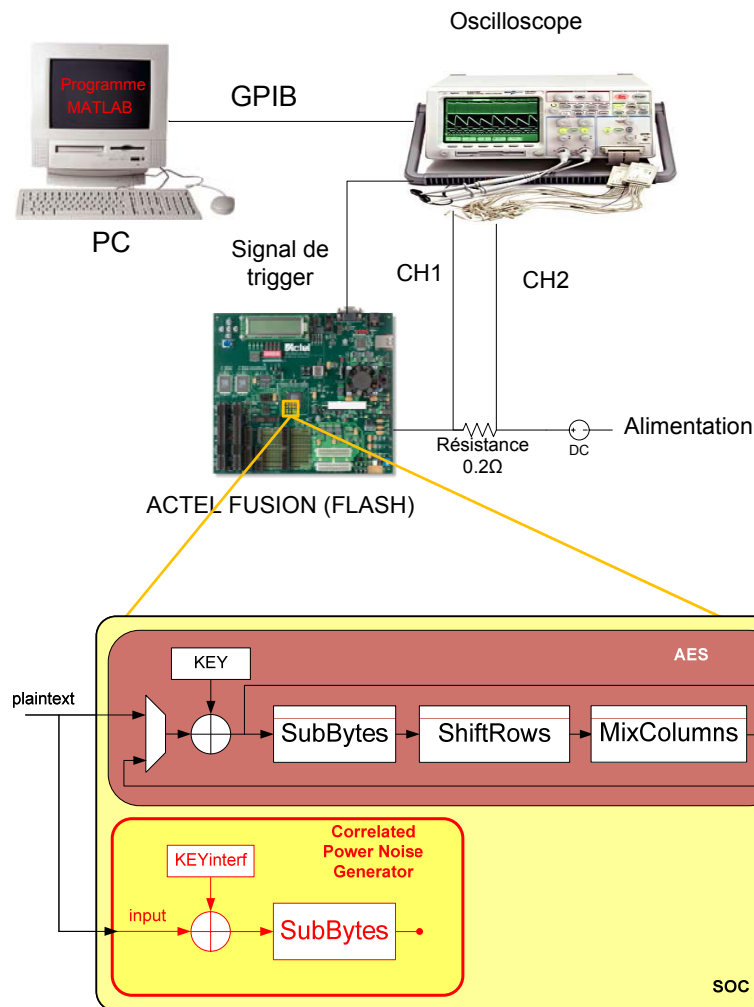 Oscilloscope
Programme
MATLAB
GPIB
PC
Signal de
trigger
CH1
CH2
Actel
Résistance
0.2Ω
DC
Alimentation
ACTEL FUSION (FLASH)
AES
KEY
plaintext
SubBytes
ShiftRows
MixColumns
Correlated
Power Noise
Generator
KEYinterf
input
SubBytes
SOC